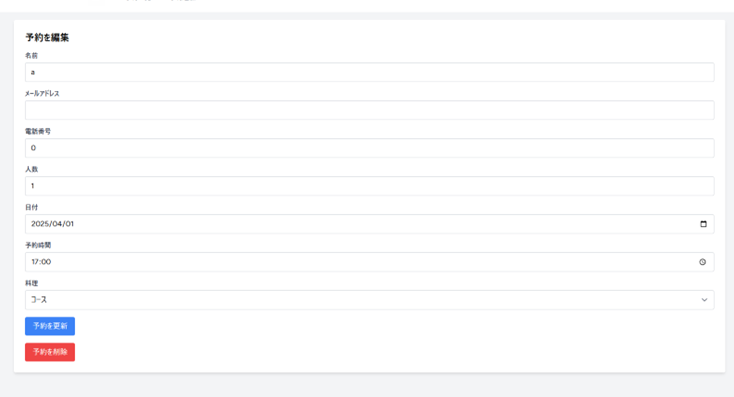 予約を編集
名前
a
メールアドレス
電話番号
0
人数
1
日付
2025/04/01
予約時間
17:00
料理
コース
予約を更新
予約を削除